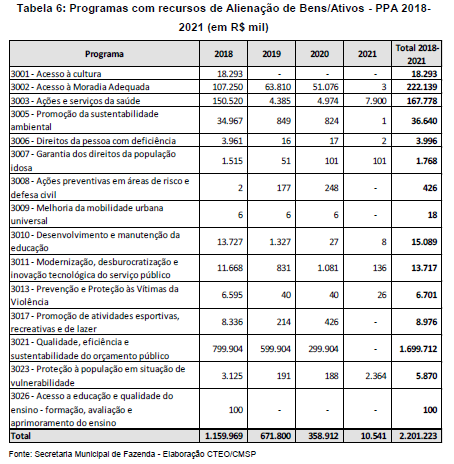 Tabela 6: Programas com recursos de Alienação de Bens/Ativos - PPA 2018-
2021 (em R$ mil)
Programa 2018 2019 2020 2021 Total 2018-
2021
3001 - Acesso à cultura 18.293 - - - 18.293
3002 - Acesso à Moradia Adequada 107.250 63.810 51.076 3 222.139
3003 - Ações e serviços da saúde 150.520 4.385 4.974 7.900 167.778
3005 - Promoção da sustentabilidade
ambiental 34.967 849 824 1 36.640
3006 - Direitos da pessoa com deficiência 3.961 16 17 2 3.996
3007 - Garantia dos direitos da população
idosa 1.515 51 101 101 1.768
3008 - Ações preventivas em áreas de risco e
defesa civil 2 177 248 - 426
3009 - Melhoria da mobilidade urbana
universal 6 6 6 - 18
3010 - Desenvolvimento e manutenção da
educação 13.727 1.327 27 8 15.089
3011 - Modernização, desburocratização e
inovação tecnológica do serviço público 11.668 831 1.081 136 13.717
3013 - Prevenção e Proteção às Vítimas da
Violência 6.595 40 40 26 6.701
3017 - Promoção de atividades esportivas,
recreativas e de lazer 8.336 214 426 - 8.976
3021 - Qualidade, eficiência e
sustentabilidade do orçamento público 799.904 599.904 299.904 - 1.699.712
3023 - Proteção à população em situação de
vulnerabilidade 3.125 191 188 2.364 5.870
3026 - Acesso a educação e qualidade do
ensino - formação, avaliação e
aprimoramento do ensino 100 - - - 100
Total 1.159.969 671.800 358.912 10.541 2.201.223
Fonte: Secretaria Municipal de Fazenda - Elaboração CTEO/CMSP